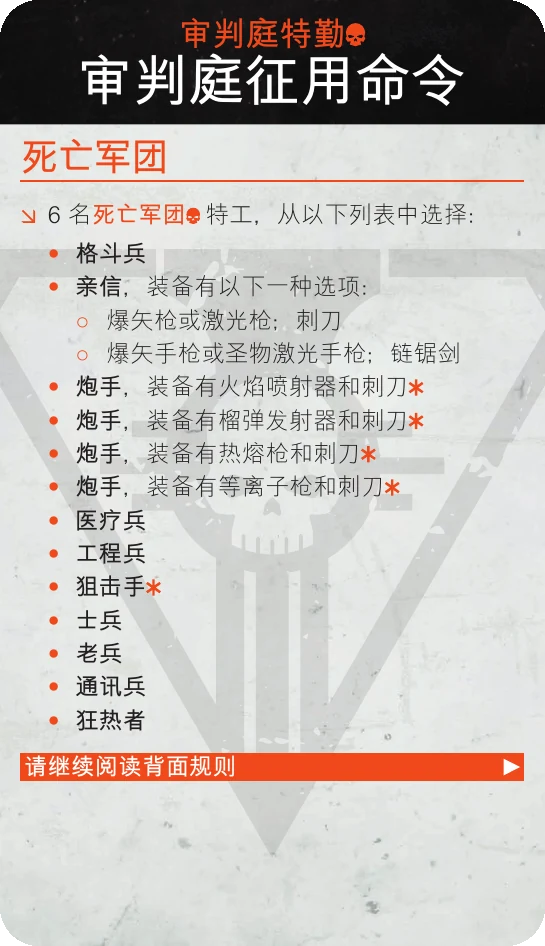 审判庭特勤
审判庭征用命令
死亡军团
↘ 6 名死亡军团 特工，从以下列表中选择：
• 格斗兵
• 亲信，装备有以下一种选项：
○ 爆矢枪或激光枪；刺刀
○ 爆矢手枪或圣物激光手枪；链锯剑
• 炮手，装备有火焰喷射器和刺刀*
• 炮手，装备有榴弹发射器和刺刀*
• 炮手，装备有热熔枪和刺刀*
• 炮手，装备有等离子枪和刺刀*
• 医疗兵
• 工程兵
• 狙击手*
• 士兵
• 老兵
• 通讯兵
• 狂热者
请继续阅读背面规则 ▶